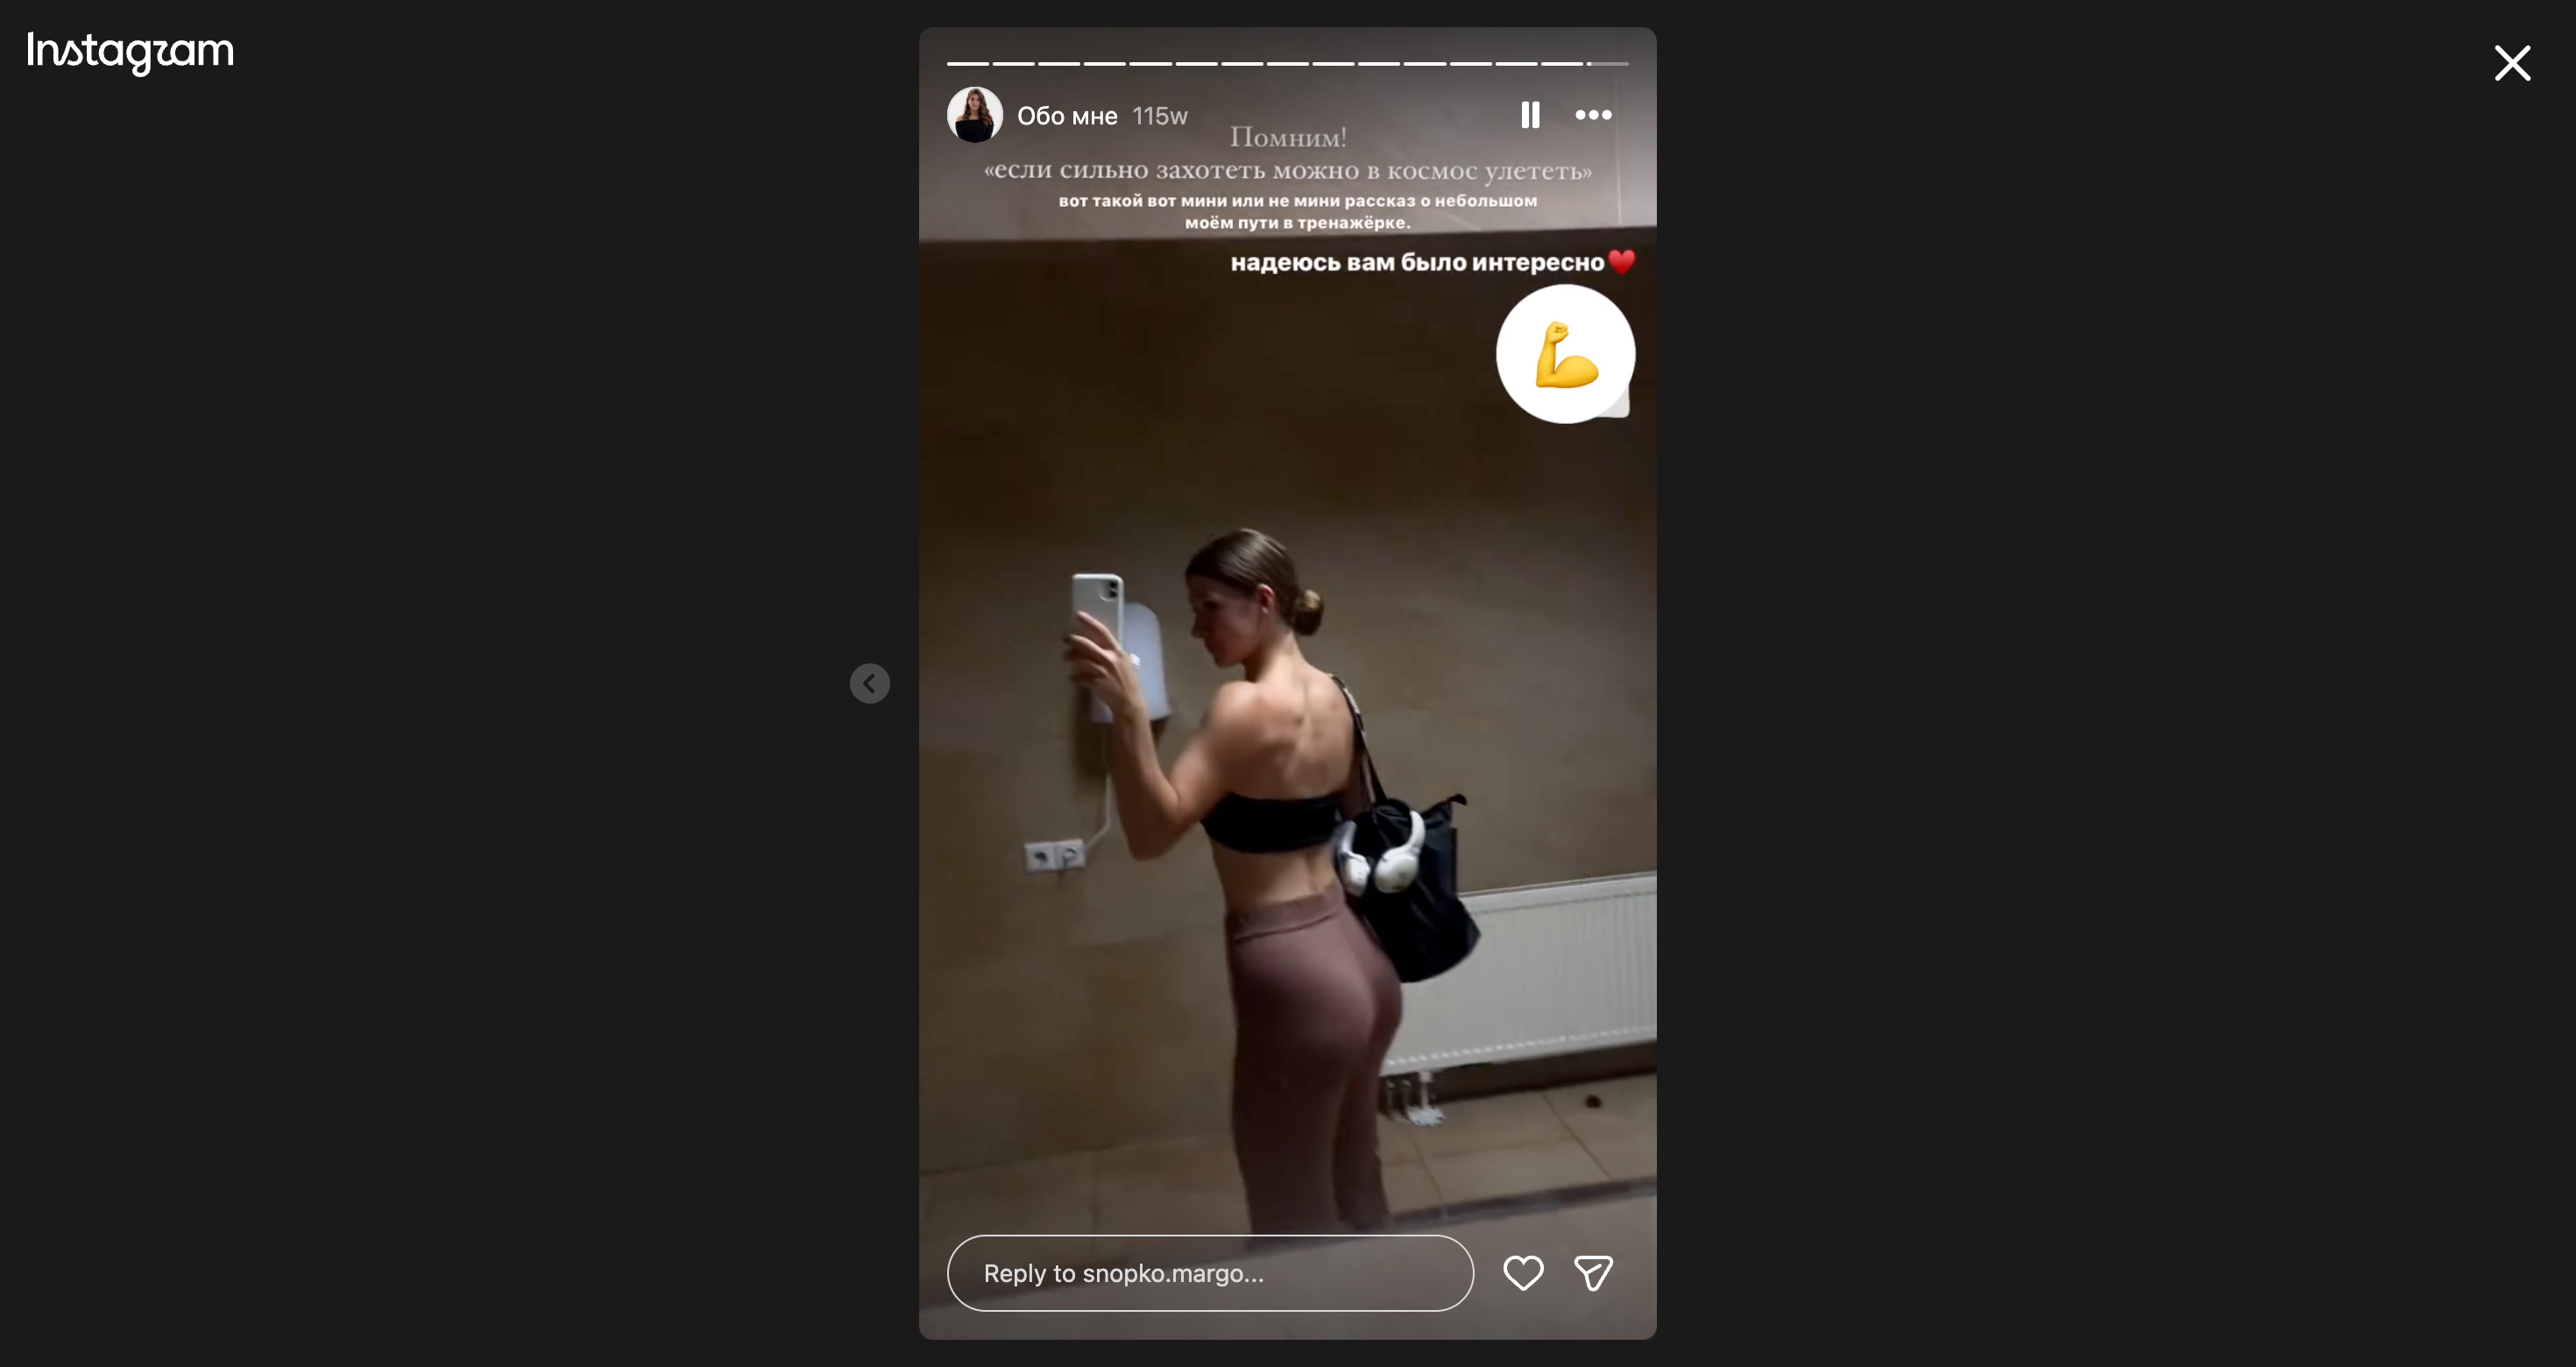 Instagram
Обо мне 115w
Помним!
«если сильно захотеть можно в космос улететь»
вот такой вот мини или не мини рассказ о небольшом
моём пути в тренажёрке.
надеюсь вам было интересно♥️
Reply to snopko.margo...